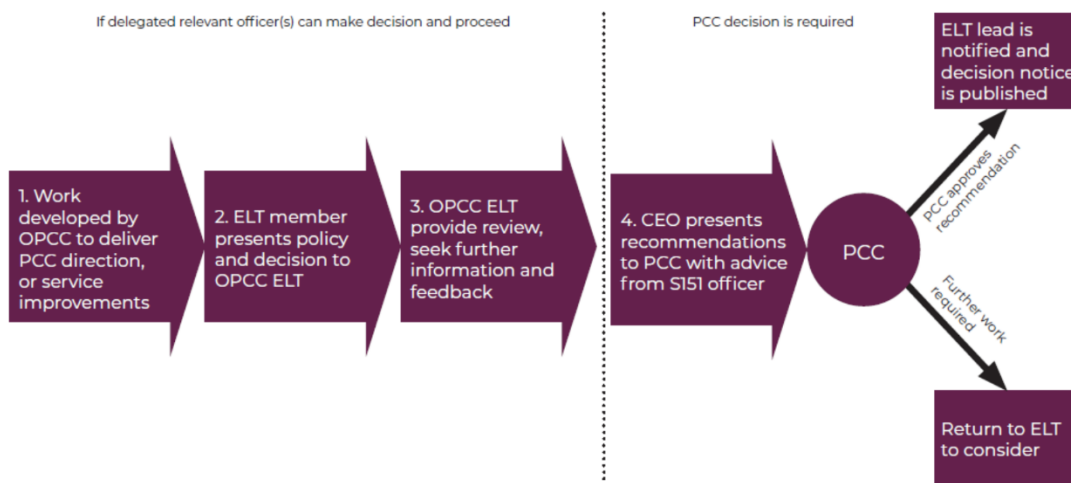 If delegated relevant officer(s) can make decision and proceed
PCC decision is required
1. Work
developed by
OPCC to deliver
PCC direction,
or service
improvements
2. ELT member
presents policy
and decision to
OPCC ELT
3. OPCC ELT
provide review,
seek further
information and
feedback
4. CEO presents
recommendations
to PCC with advice
from S151 officer
PCC
PCC approves
recommendation
ELT lead is
notified and
decision notice
is published
Further work
required
Return to ELT
to consider